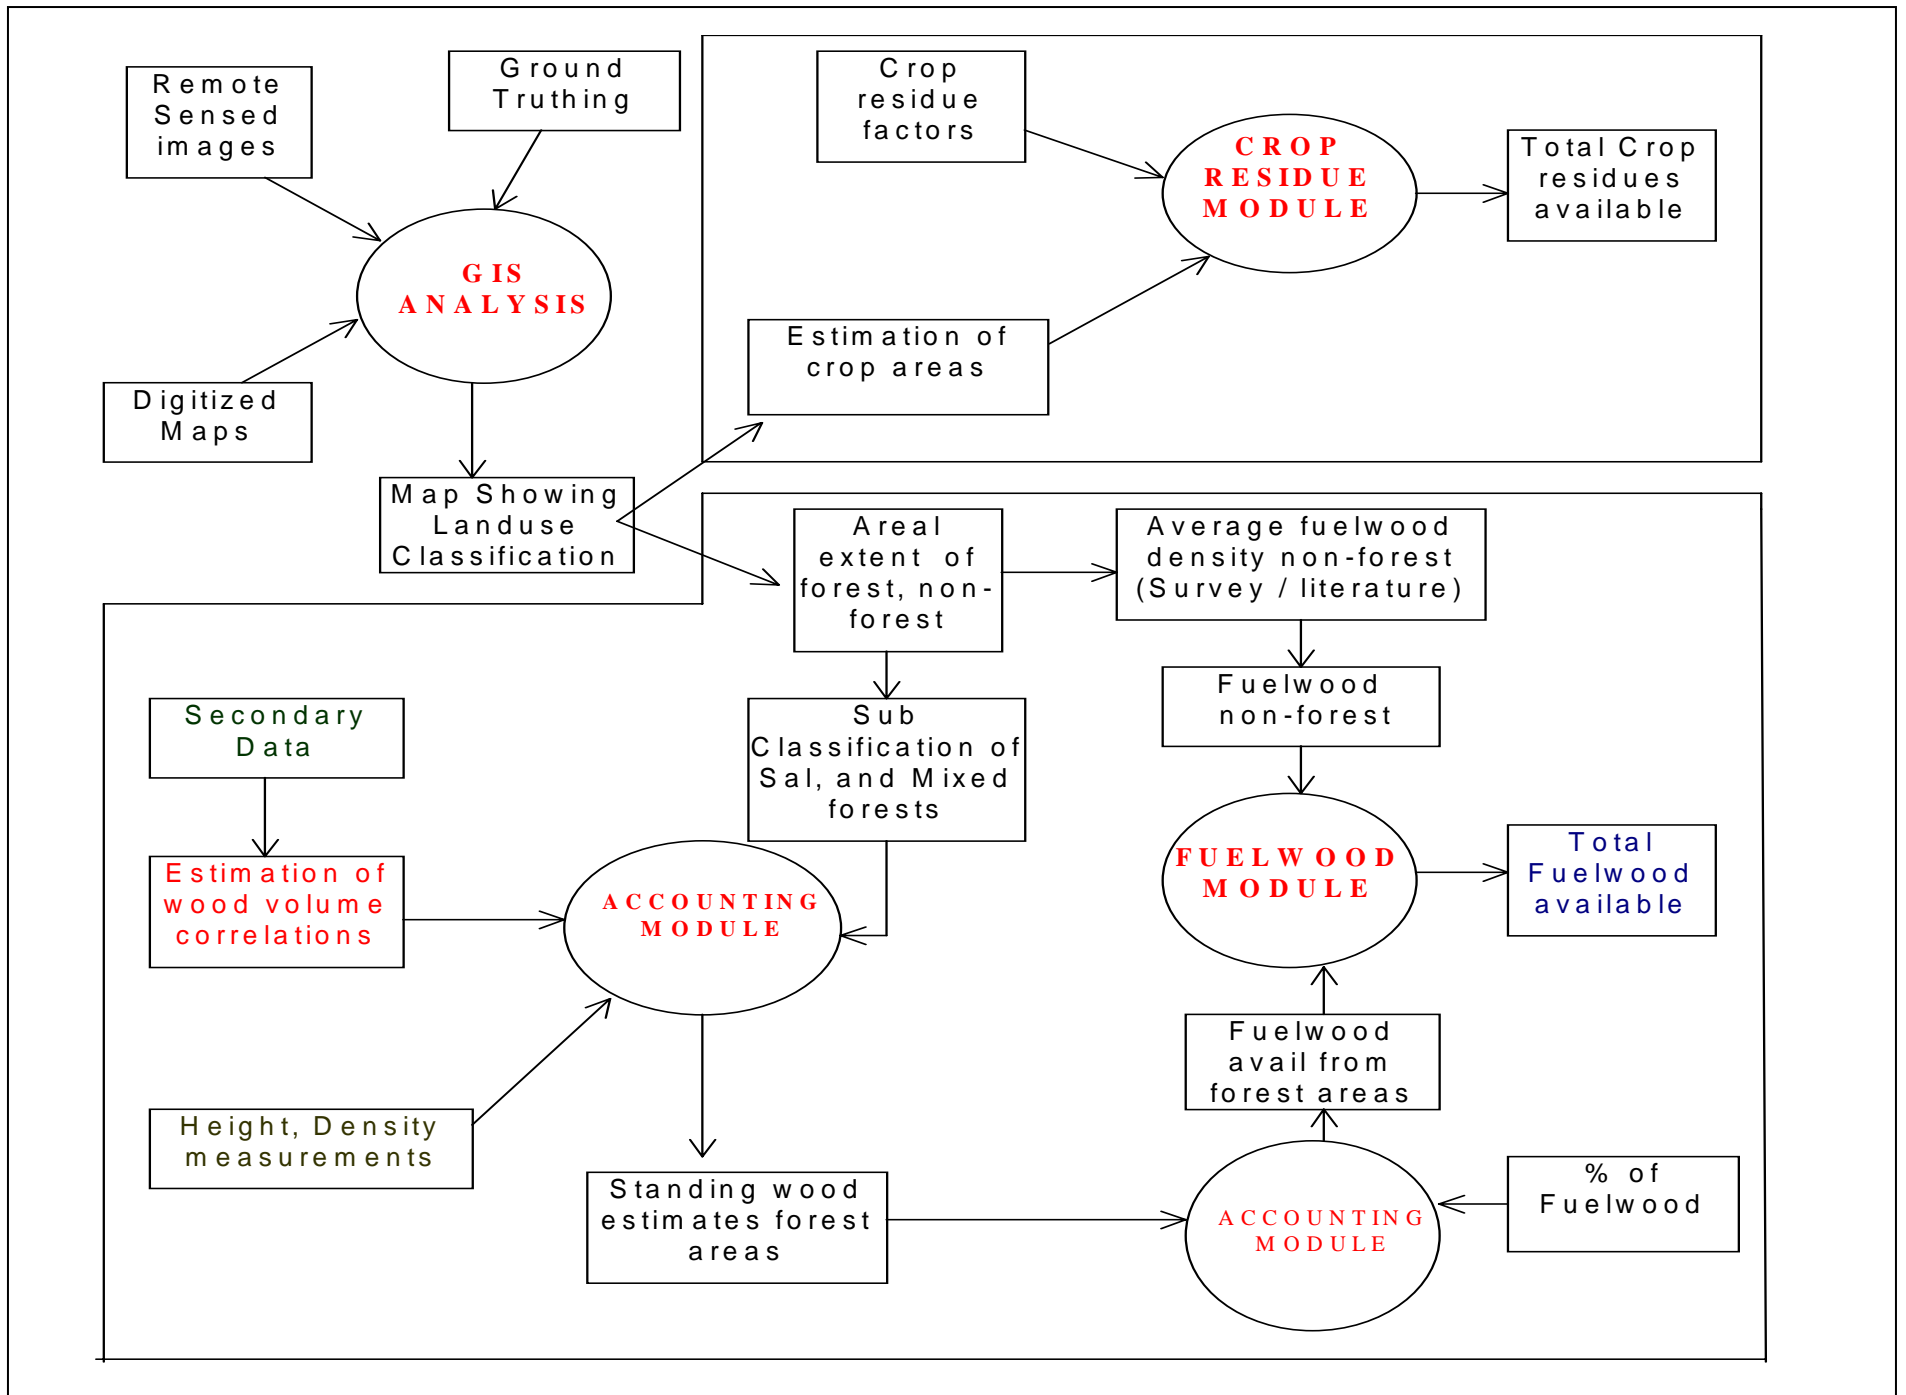 Remote
Sensed
images
Ground
Truthing
GIS
ANALYSIS
Digitized
Maps
Map Showing
Landuse
Classification
Crop
residue
factors
CROP
RESIDUE
MODULE
Total Crop
residues
available
Estimation of
crop areas
Areal
extent of
forest, non-
forest
Average fuelwood
density non-forest
(Survey / literature)
Fuelwood
non-forest
Secondary
Data
Sub
Classification of
Sal, and Mixed
forests
Estimation of
wood volume
correlations
ACCOUNTING
MODULE
FUELWOOD
MODULE
Total
Fuelwood
available
Fuelwood
avail from
forest areas
Height, Density
measurements
Standing wood
estimates forest
areas
ACCOUNTING
MODULE
% of
Fuelwood